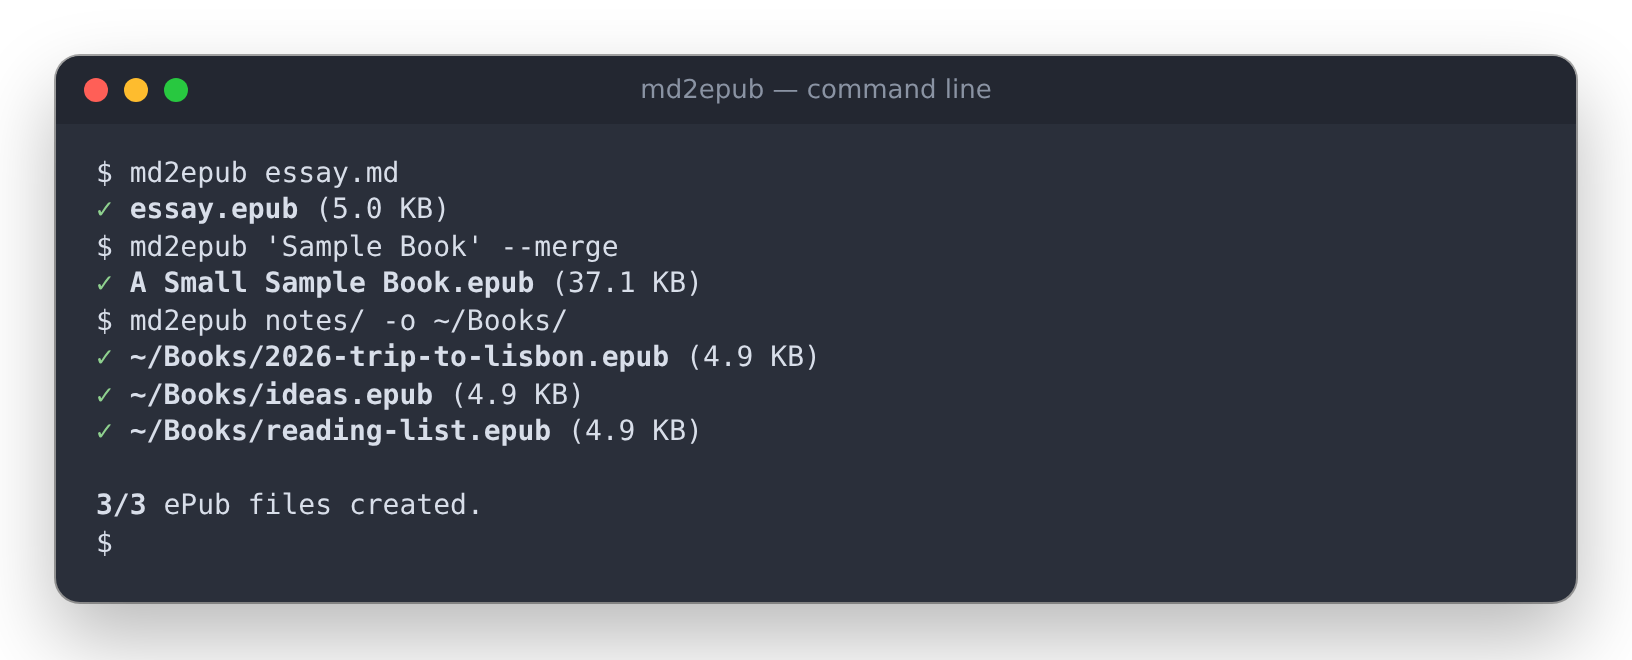 md2epub — command line
$ md2epub essay.md
✓ essay.epub (5.0 KB)
$ md2epub 'Sample Book' --merge
✓ A Small Sample Book.epub (37.1 KB)
$ md2epub notes/ -o ~/Books/
✓ ~/Books/2026-trip-to-lisbon.epub (4.9 KB)
✓ ~/Books/ideas.epub (4.9 KB)
✓ ~/Books/reading-list.epub (4.9 KB)
3/3 ePub files created.
$